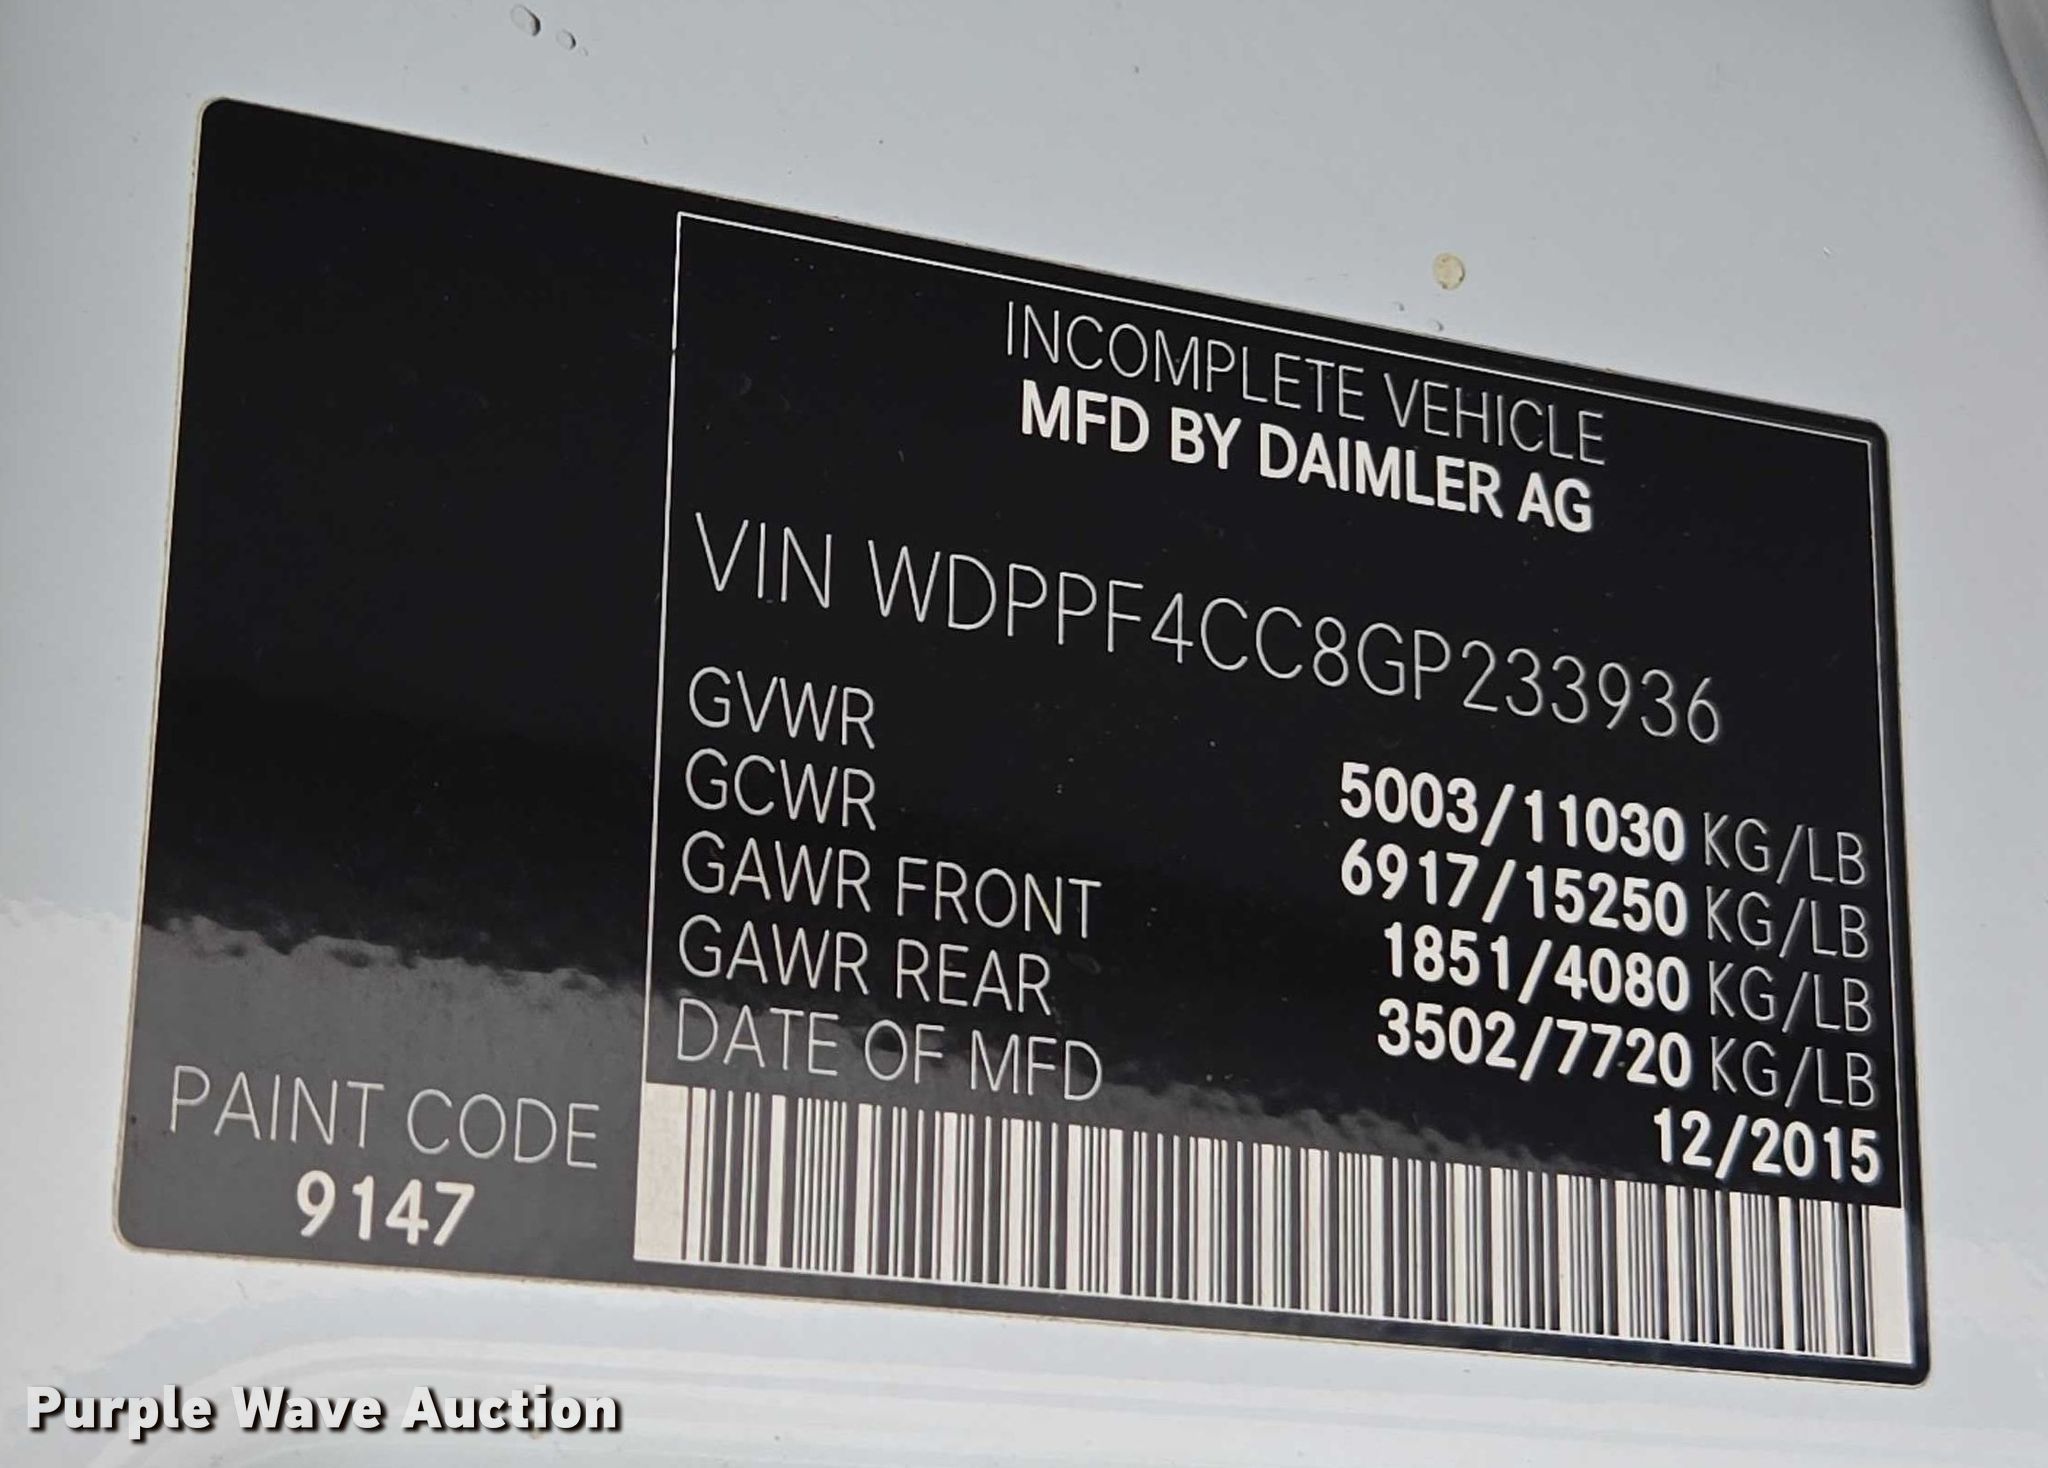 INCOMPLETE VEHICLE
MFD BY DAIMLER AG
VIN WDPPF4CC8GP233936
GVWR 5003/11030 KG/LB
GCWR 6917/15250 KG/LB
GAWR FRONT 1851/4080 KG/LB
GAWR REAR 3502/7720 KG/LB
DATE OF MFD 12/2015
PAINT CODE
9147
Purple Wave Auction